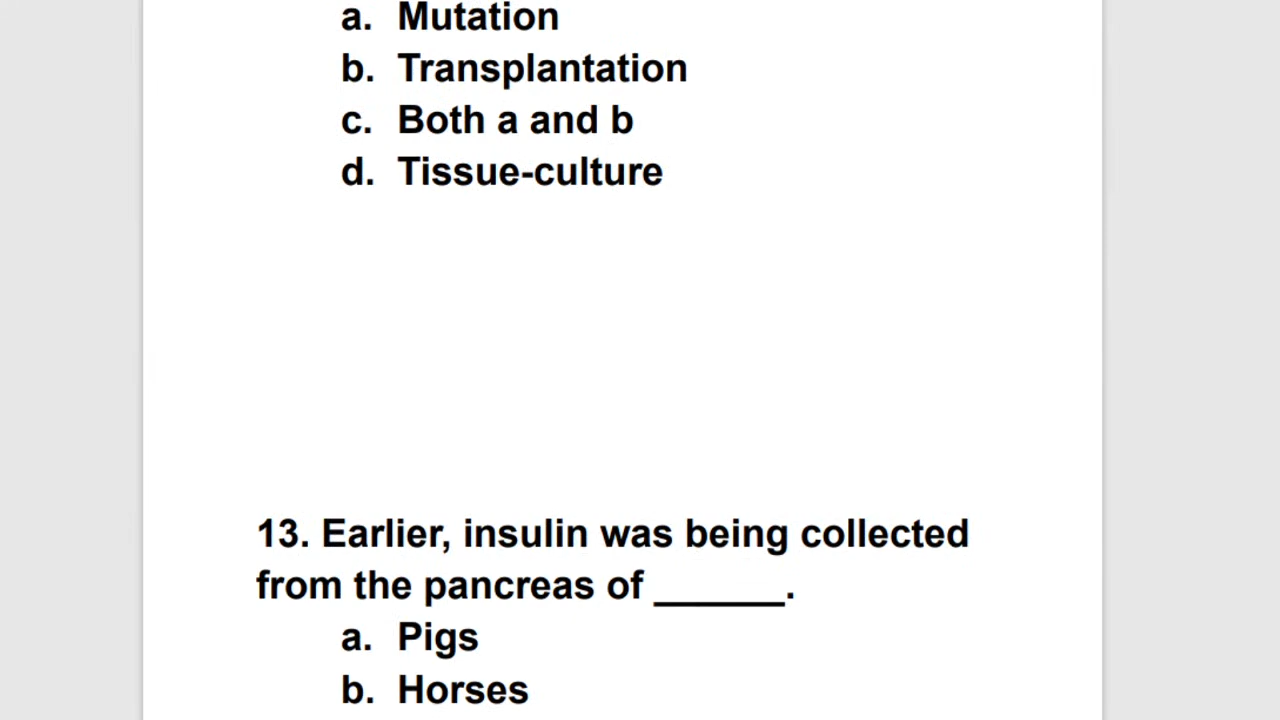 a. Mutation
b. Transplantation
c. Both a and b
d. Tissue-culture
13. Earlier, insulin was being collected
from the pancreas of ______.
a. Pigs
b. Horses